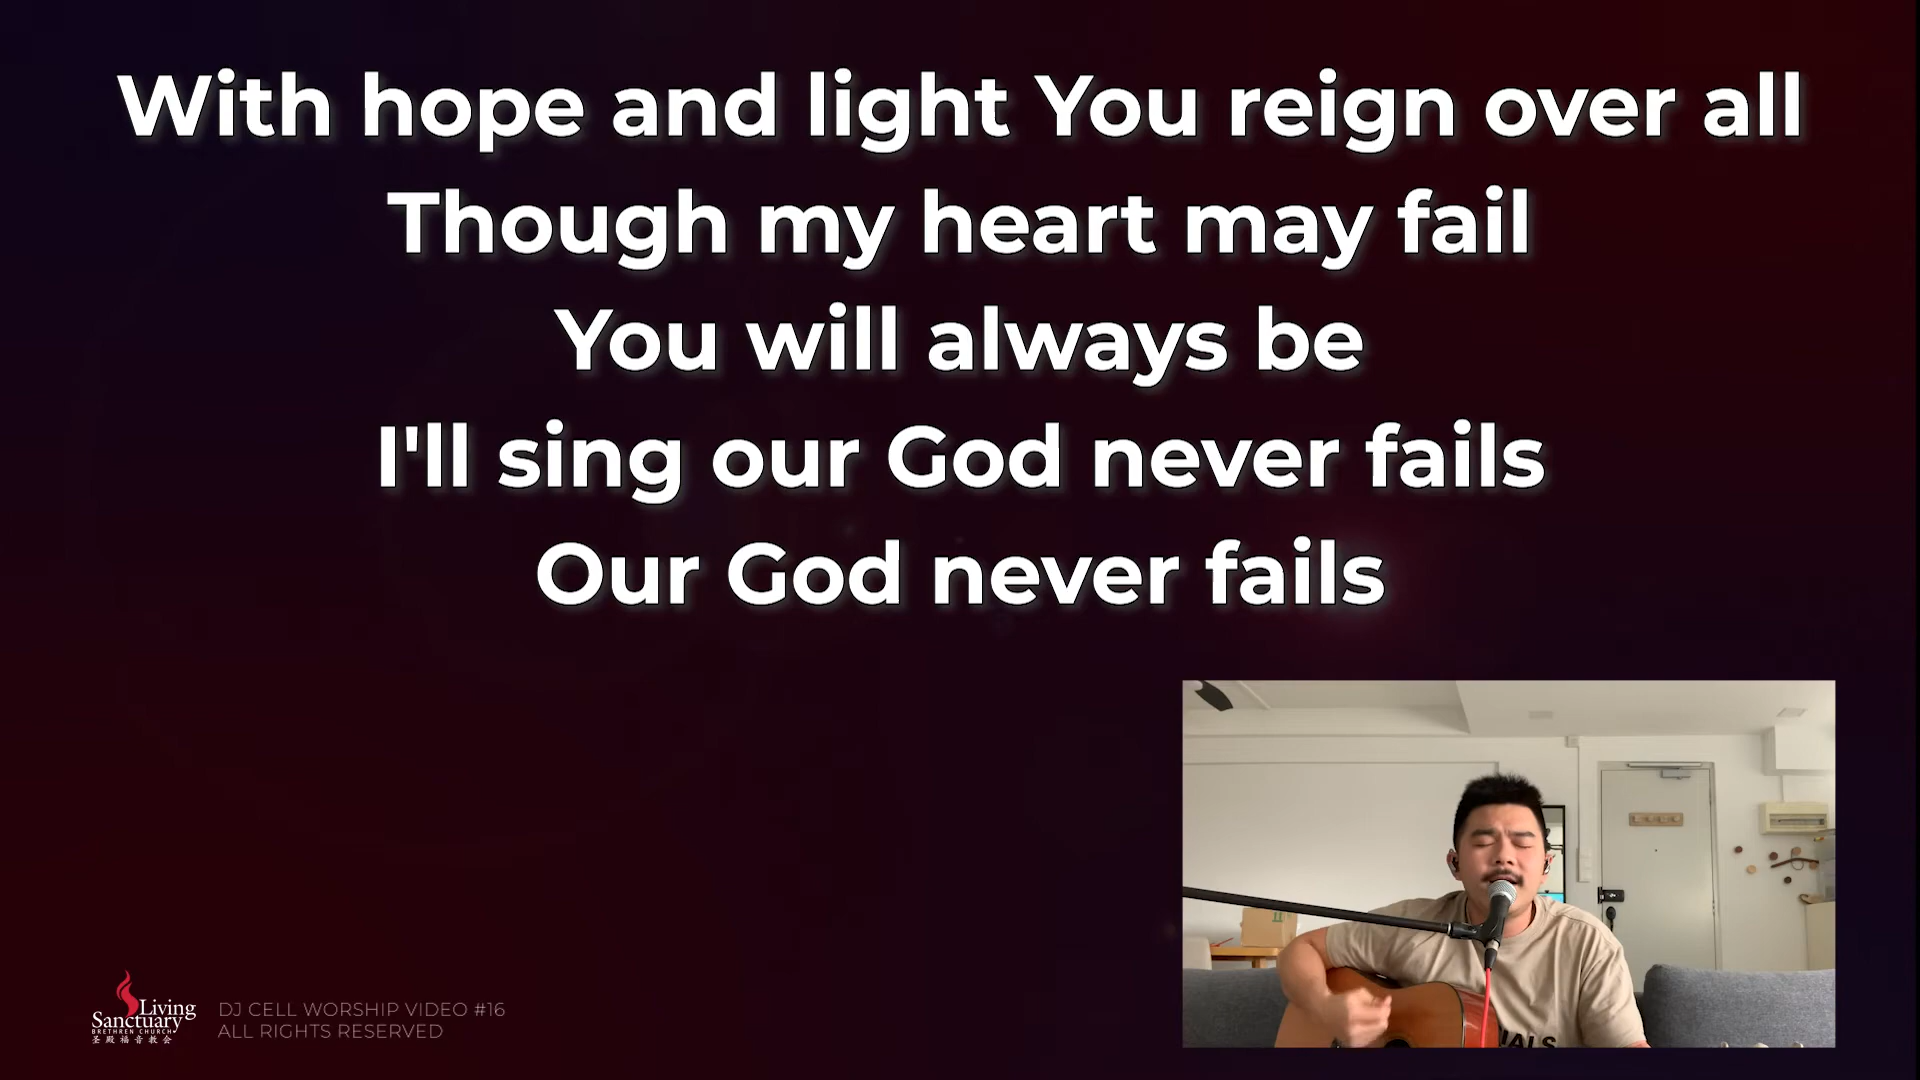 With hope and light You reign over all
Though my heart may fail
You will always be
I'll sing our God never fails
Our God never fails
Living
Sanctuary
BRETHREN CHURCH
圣殿福音教会
DJ CELL WORSHIP VIDEO #16
ALL RIGHTS RESERVED
IALS